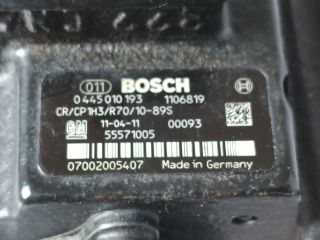 011 BOSCH
0 445 010 193 1106819
CR/CP1H3/R70/10-89S
GM 11-04-11 00093
55571005
07002005407 Made in Germany